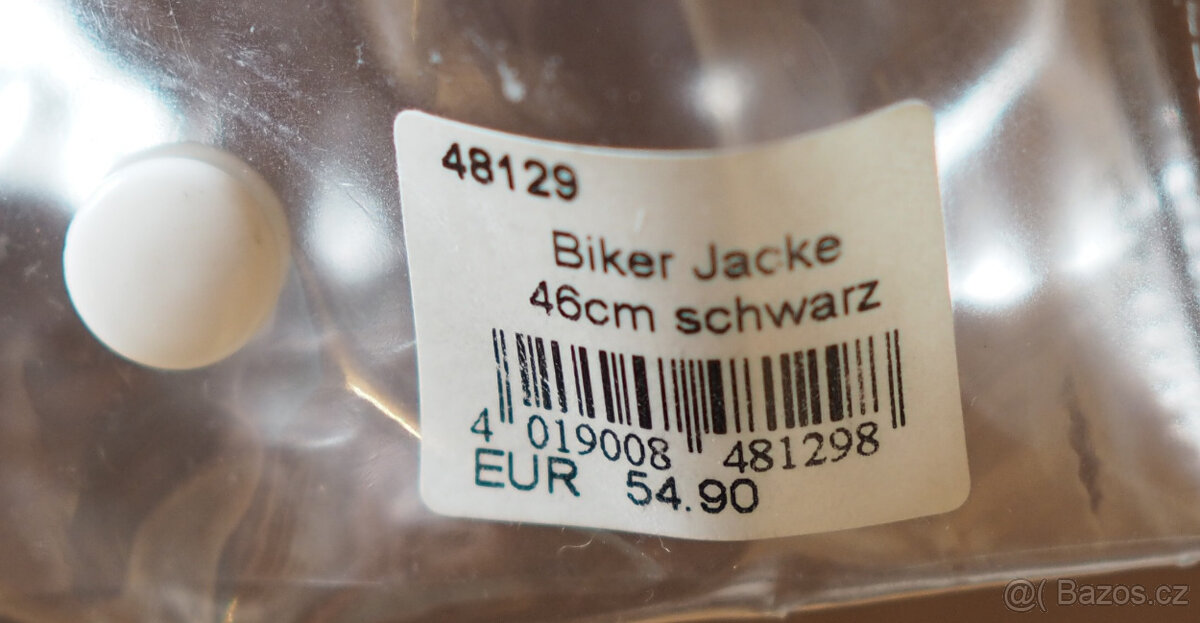 48129
Biker Jacke
46cm schwarz
4 019008 481298
EUR 54.90
@( Bazos.cz